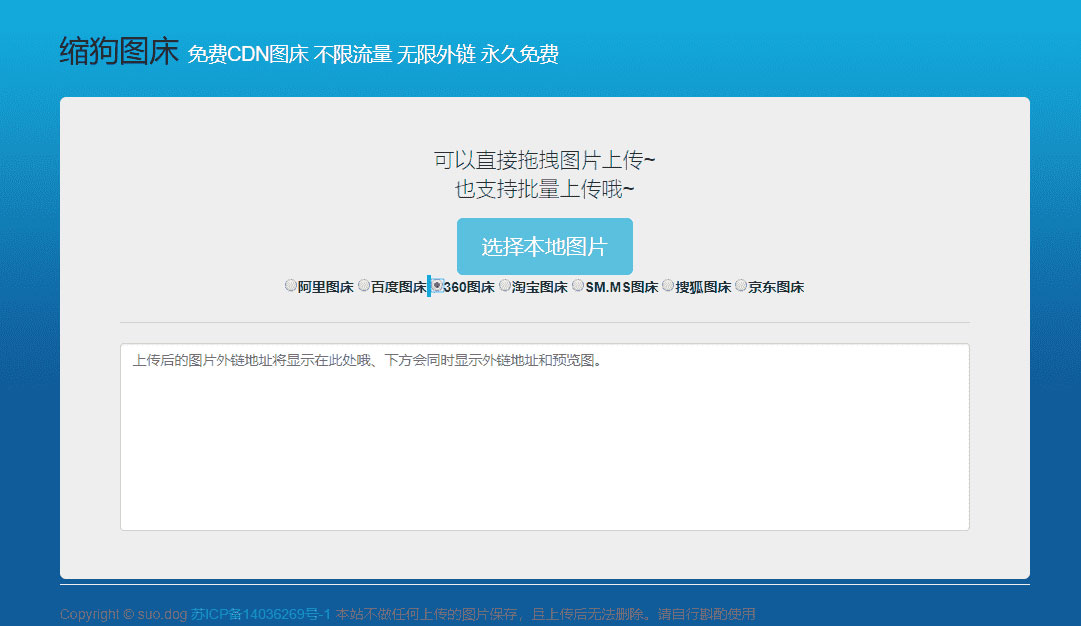 缩狗图床 免费CDN图床 不限流量 无限外链 永久免费
可以直接拖拽图片上传~
也支持批量上传哦~
选择本地图片
阿里图床 百度图床 360图床 淘宝图床 SM.MS图床 搜狐图床 京东图床
上传后的图片外链地址将显示在此处哦、下方会同时显示外链地址和预览图。
Copyright © suo.dog 苏ICP备14036269号-1 本站不做任何上传的图片保存，且上传后无法删除。请自行斟酌使用